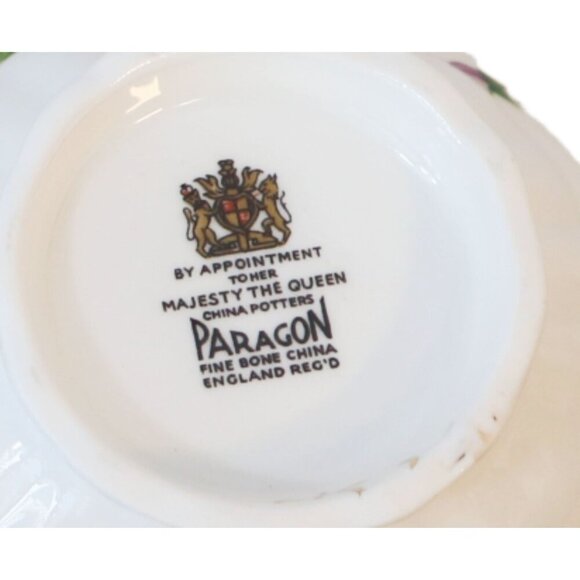 BY APPOINTMENT
TO HER
MAJESTY THE QUEEN
CHINA POTTERS
PARAGON
FINE BONE CHINA
ENGLAND REG'D